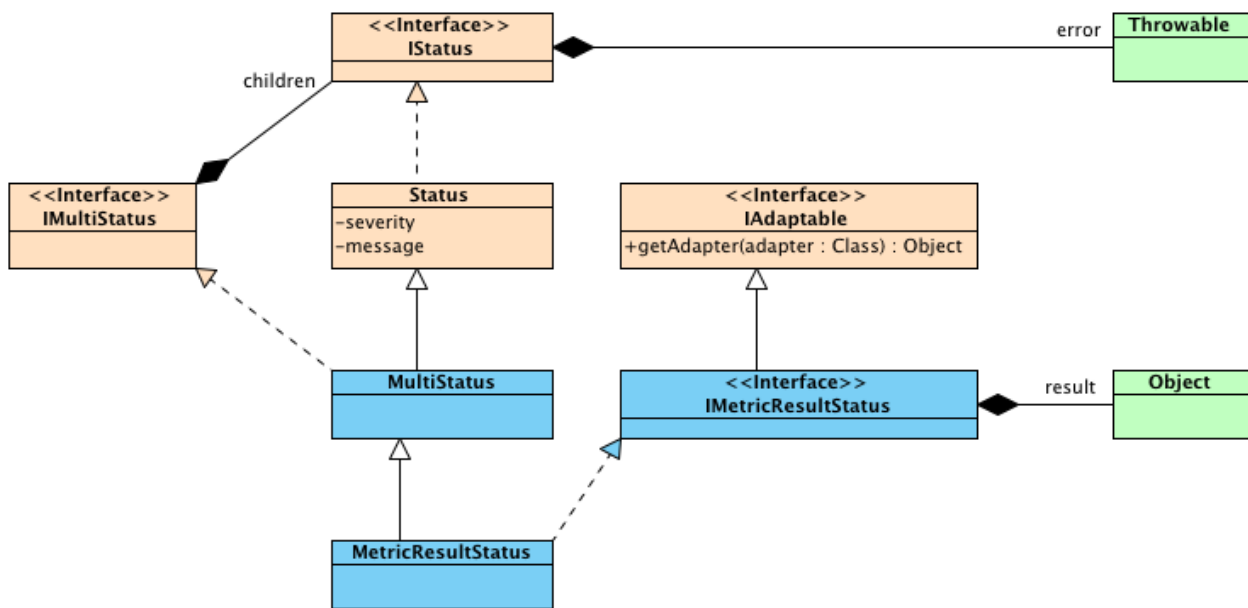 <<Interface>>
IStatus
error
Throwable
children
<<Interface>>
IMultiStatus
Status
-severity
-message
<<Interface>>
IAdaptable
+getAdapter(adapter : Class) : Object
MultiStatus
<<Interface>>
IMetricResultStatus
result
Object
MetricResultStatus